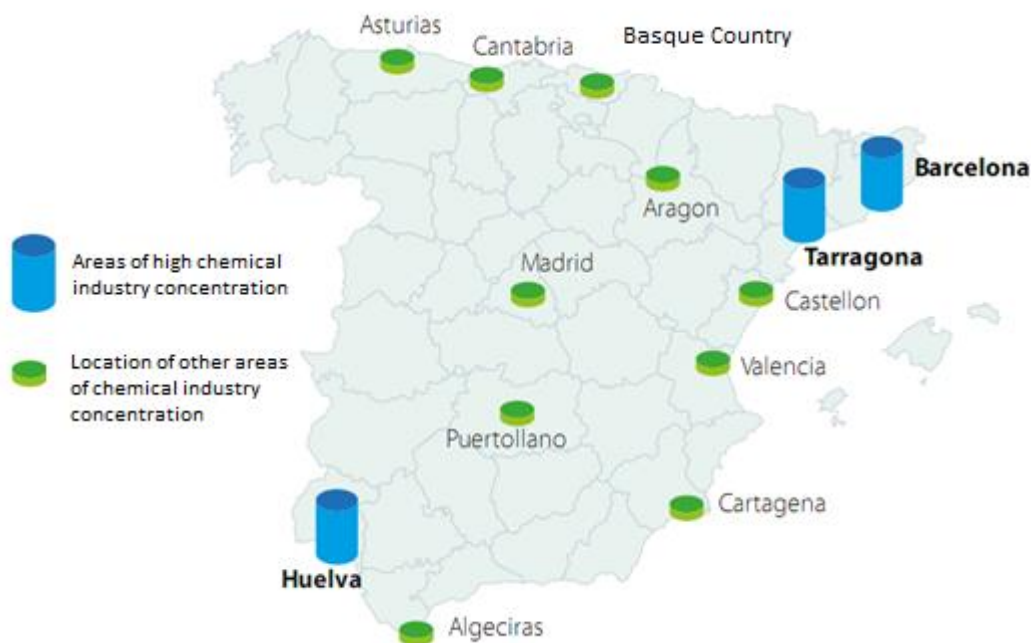 Asturias
Cantabria
Basque Country
Barcelona
Aragon
Tarragona
Areas of high chemical
industry concentration
Madrid
Castellon
Location of other areas
of chemical industry
concentration
Valencia
Puertollano
Cartagena
Huelva
Algeciras